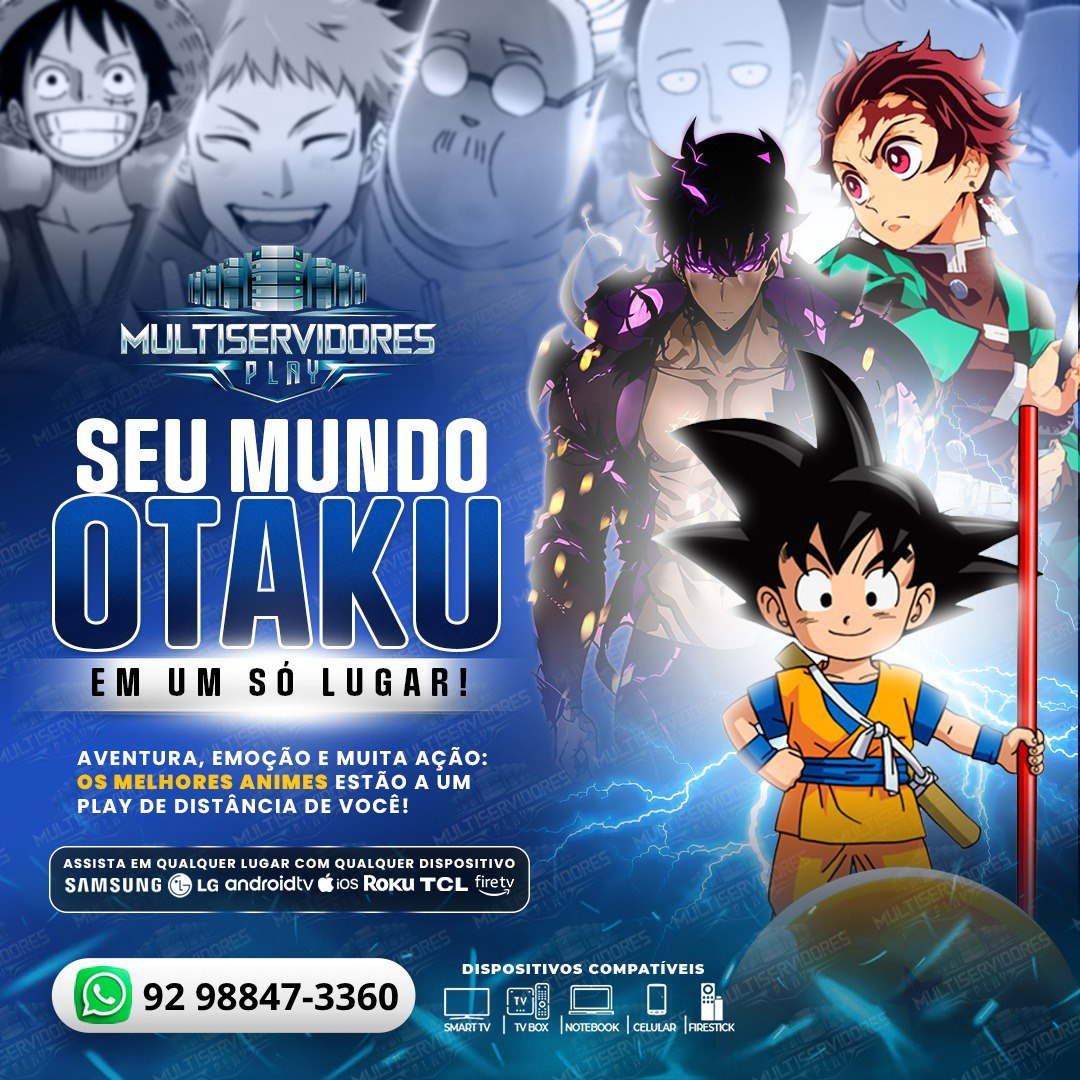 MULTISERVIDORES
PLAY
SEU MUNDO
OTAKU
EM UM SÓ LUGAR!
AVENTURA, EMOÇÃO E MUITA AÇÃO:
OS MELHORES ANIMES ESTÃO A UM
PLAY DE DISTÂNCIA DE VOCÊ!
ASSISTA EM QUALQUER LUGAR COM QUALQUER DISPOSITIVO
SAMSUNG LG androidtv iOS Roku TCL firetv
92 98847-3360
DISPOSITIVOS COMPATÍVEIS
TV
SMART TV | TV BOX | NOTEBOOK | CELULAR | FIRESTICK